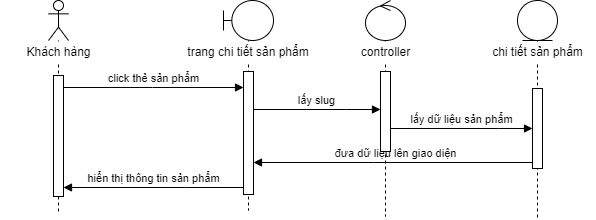 Khách hàng
trang chi tiết sản phẩm
controller
chi tiết sản phẩm
click thẻ sản phẩm
lấy slug
lấy dữ liệu sản phẩm
đưa dữ liệu lên giao diện
hiển thị thông tin sản phẩm